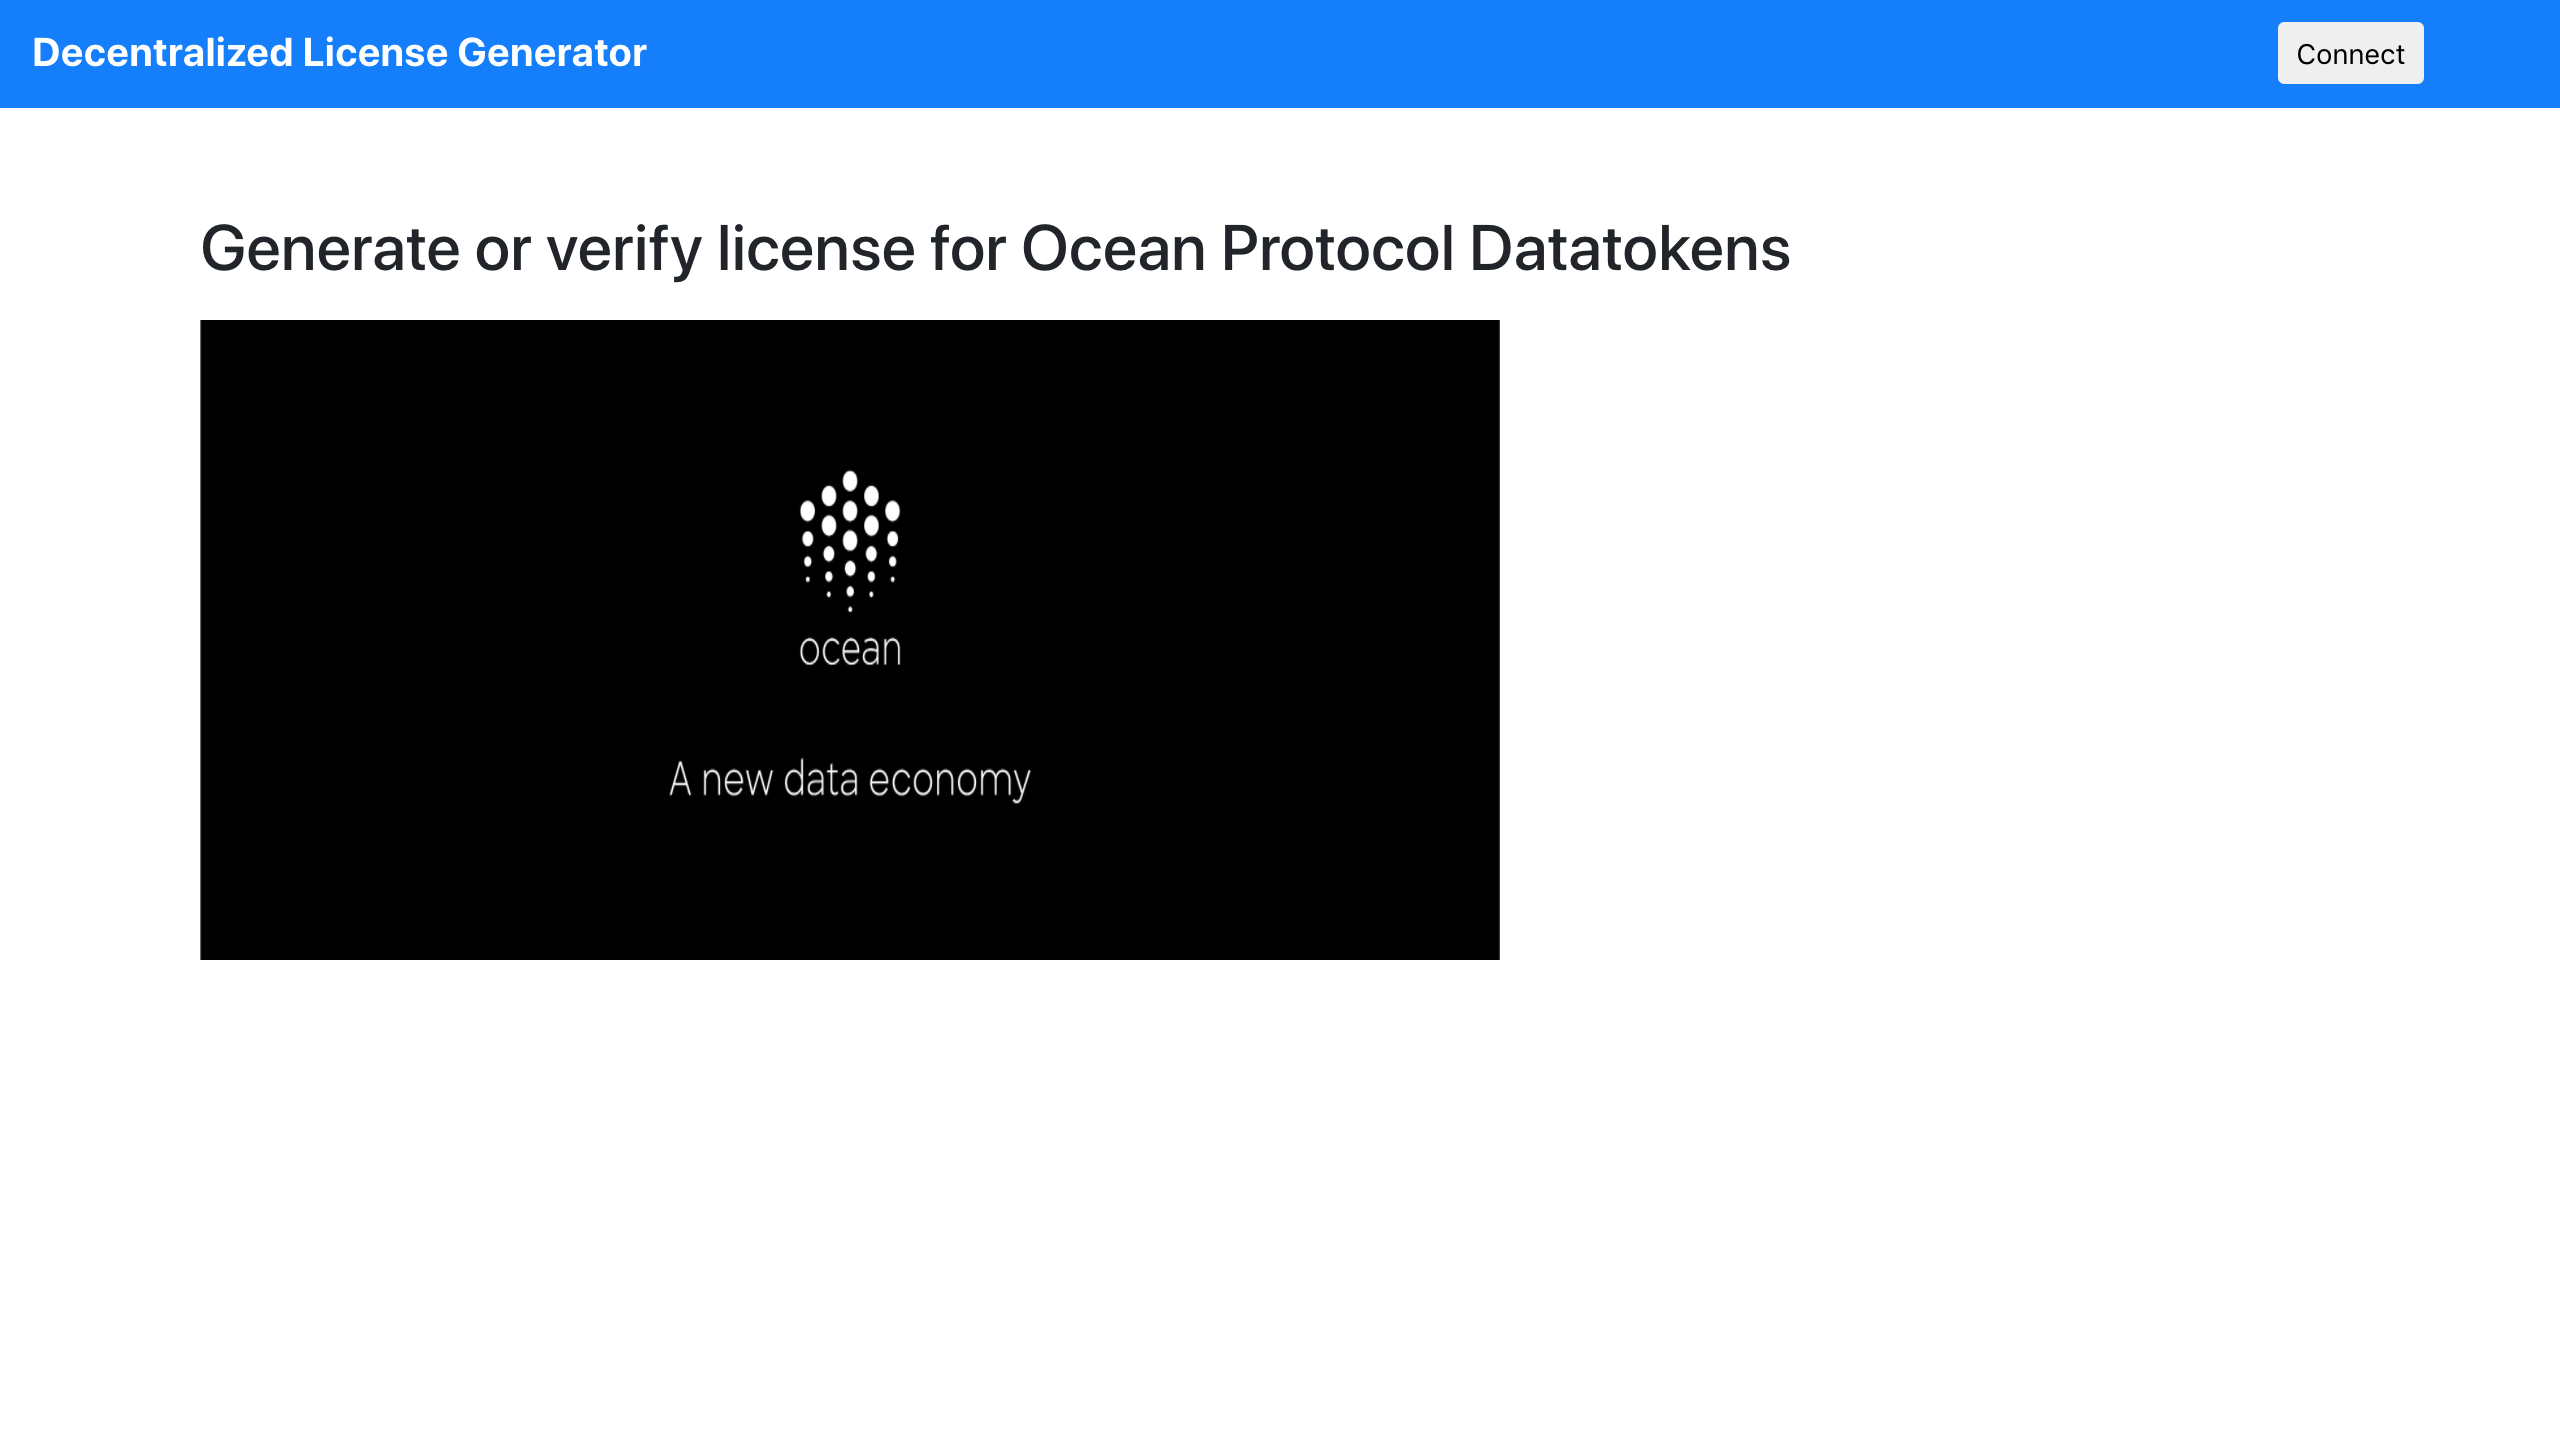 Decentralized License Generator
Connect
Generate or verify license for Ocean Protocol Datatokens
ocean
A new data economy